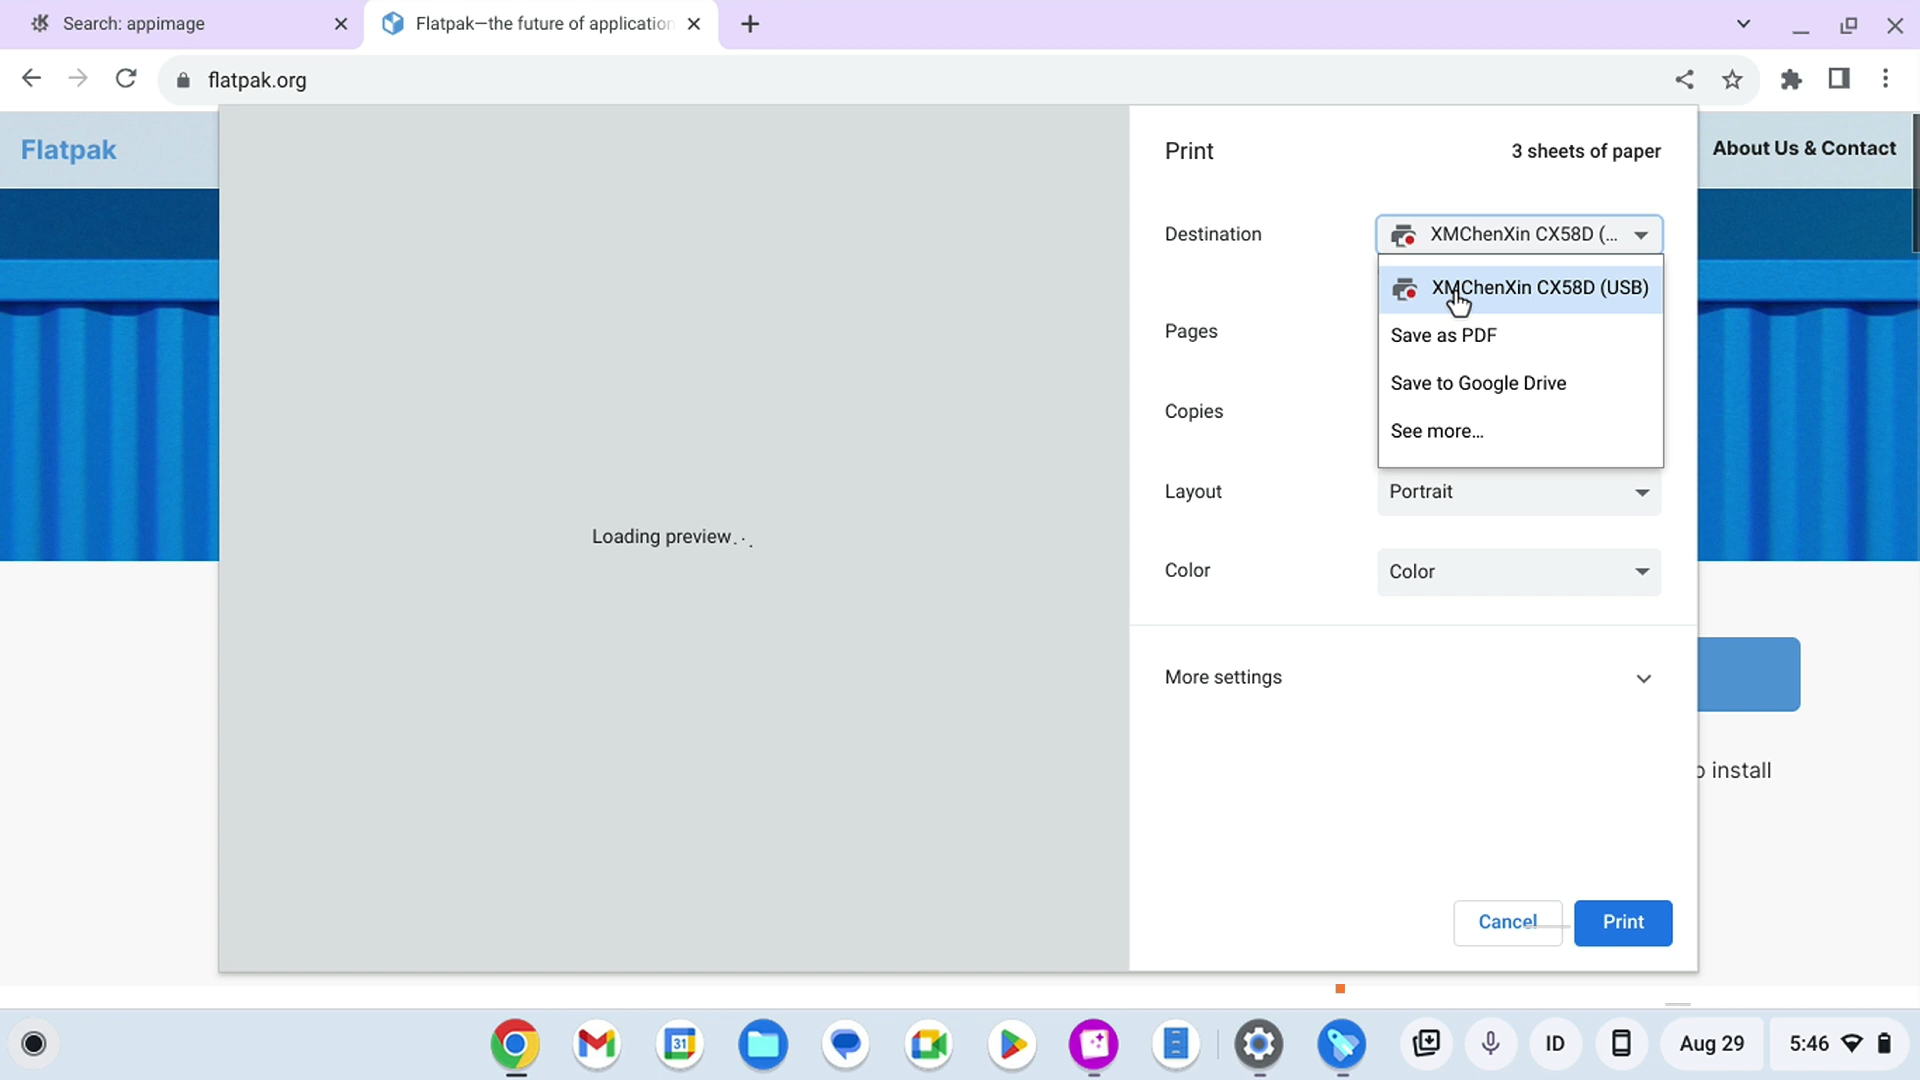 Search: appimage
Flatpak—the future of application
flatpak.org
Flatpak
About Us & Contact
Print
3 sheets of paper
Destination
XMChenXin CX58D (...
XMChenXin CX58D (USB)
Save as PDF
Save to Google Drive
See more...
Pages
Copies
Layout
Portrait
Color
Color
More settings
Loading preview...
install
Cancel
Print
31
ID
Aug 29
5:46